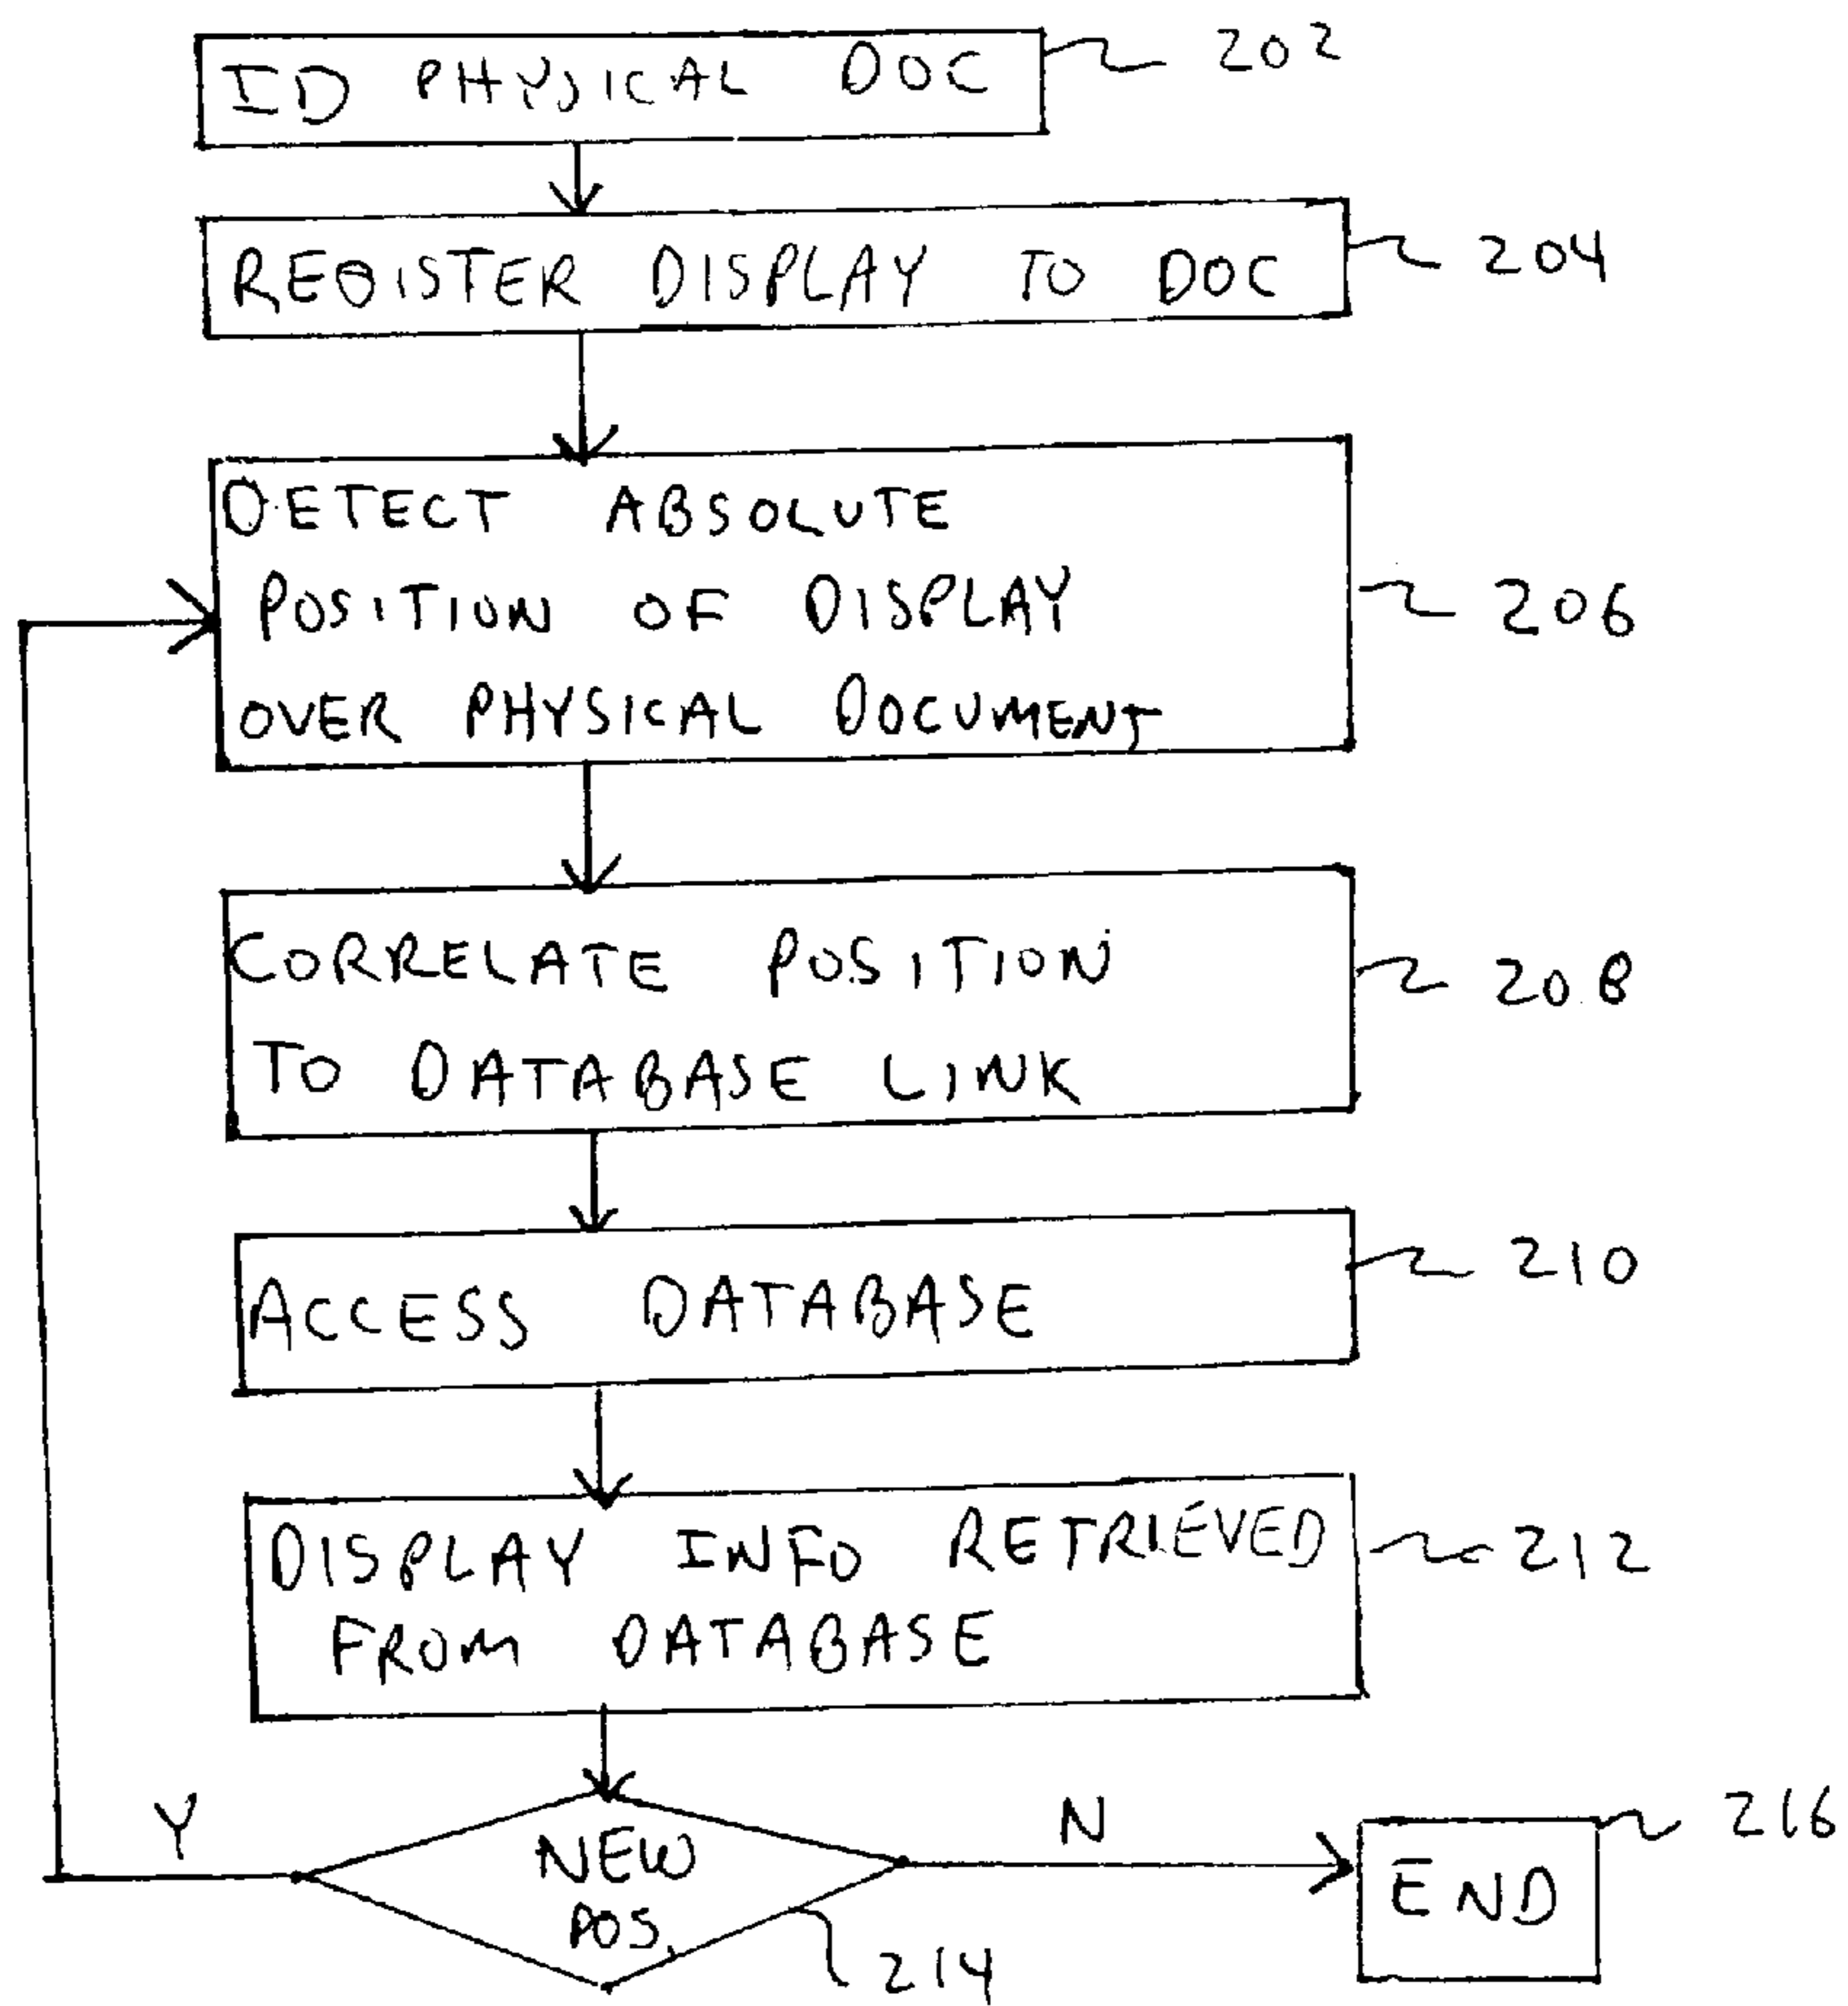 ID PHYSICAL DOC 202
REGISTER DISPLAY TO DOC 204
DETECT ABSOLUTE
POSITION OF DISPLAY 206
OVER PHYSICAL DOCUMENT
CORRELATE POSITION 208
TO DATABASE LINK
ACCESS DATABASE 210
DISPLAY INFO RETRIEVED 212
FROM DATABASE
Y
NEW
POS.
214
N
216
END